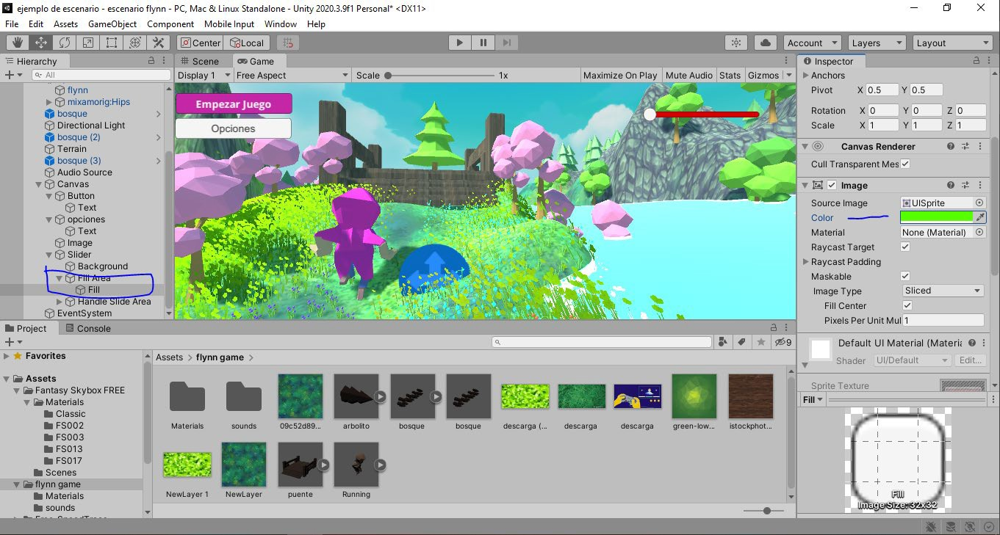 ejemplo de escenario - escenario flynn - PC, Mac & Linux Standalone - Unity 2020.3.9f1 Personal* <DX11>
File Edit Assets GameObject Component Mobile Input Window Help
Center Local Account Layers Layout
Hierarchy
All
flynn
mixamorig:Hips
bosque
Directional Light
bosque (2)
Terrain
bosque (3)
Audio Source
Canvas
Button
Text
opciones
Text
Image
Slider
Background
Fill Area
Fill
Handle Slide Area
EventSystem
Scene Game
Display 1 Free Aspect Scale 1x Maximize On Play Mute Audio Stats Gizmos
Empezar Juego
Opciones
Inspector
Anchors
Pivot X 0.5 Y 0.5
Rotation X 0 Y 0 Z 0
Scale X 1 Y 1 Z 1
Canvas Renderer
Cull Transparent Mes
Image
Source Image UISprite
Color
Material None (Material)
Raycast Target
Raycast Padding
Maskable
Image Type Sliced
Fill Center
Pixels Per Unit Mul 1
Default UI Material (Materia
Shader UI/Default Edit...
Sprite Texture
Fill
Fill
Image Size: 32x32
Project Console
9
Favorites
Assets
Fantasy Skybox FREE
Materials
Classic
FS002
FS003
FS013
FS017
Scenes
flynn game
Materials
sounds
Assets > flynn game >
Materials sounds 09c52d89... arbolito bosque bosque descarga (... descarga descarga green-low... istockphot...
NewLayer 1 NewLayer puente Running